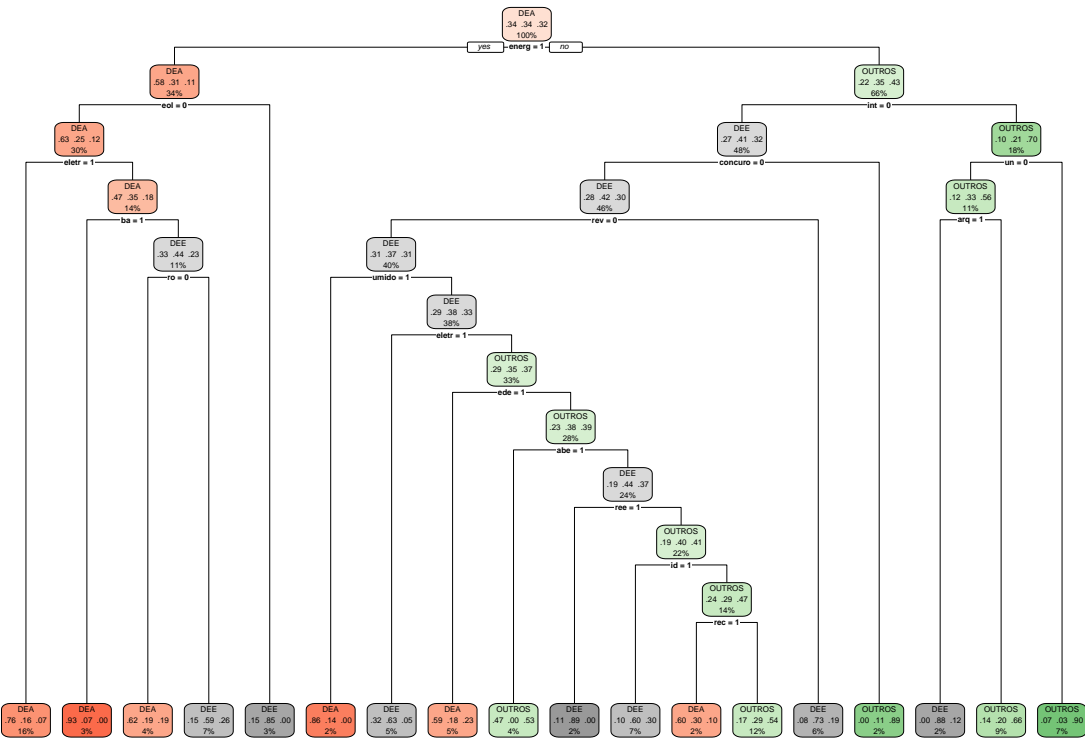 DEA
.34 .34 .32
100%
yes energ = 1 no
DEA
.58 .31 .11
34%
OUTROS
.22 .35 .43
66%
eol = 0
int = 0
DEA
.63 .25 .12
30%
DEE
.27 .41 .32
48%
OUTROS
.10 .21 .70
18%
eletr = 1
concuro = 0
un = 0
DEA
.47 .35 .18
14%
DEE
.28 .42 .30
46%
OUTROS
.12 .33 .56
11%
ba = 1
rev = 0
arq = 1
DEE
.33 .44 .23
11%
DEE
.31 .37 .31
40%
ro = 0
umido = 1
DEE
.29 .38 .33
38%
eletr = 1
OUTROS
.29 .35 .37
33%
ede = 1
OUTROS
.23 .38 .39
28%
abe = 1
DEE
.19 .44 .37
24%
ree = 1
OUTROS
.19 .40 .41
22%
id = 1
OUTROS
.24 .29 .47
14%
rec = 1
DEA
.76 .16 .07
16%
DEA
.93 .07 .00
3%
DEA
.62 .19 .19
4%
DEE
.15 .59 .26
7%
DEE
.15 .85 .00
3%
DEA
.86 .14 .00
2%
DEE
.32 .63 .05
5%
DEA
.59 .18 .23
5%
OUTROS
.47 .00 .53
4%
DEE
.11 .89 .00
2%
DEE
.10 .60 .30
7%
DEA
.60 .30 .10
2%
OUTROS
.17 .29 .54
12%
DEE
.08 .73 .19
6%
OUTROS
.00 .11 .89
2%
DEE
.00 .88 .12
2%
OUTROS
.14 .20 .66
9%
OUTROS
.07 .03 .90
7%